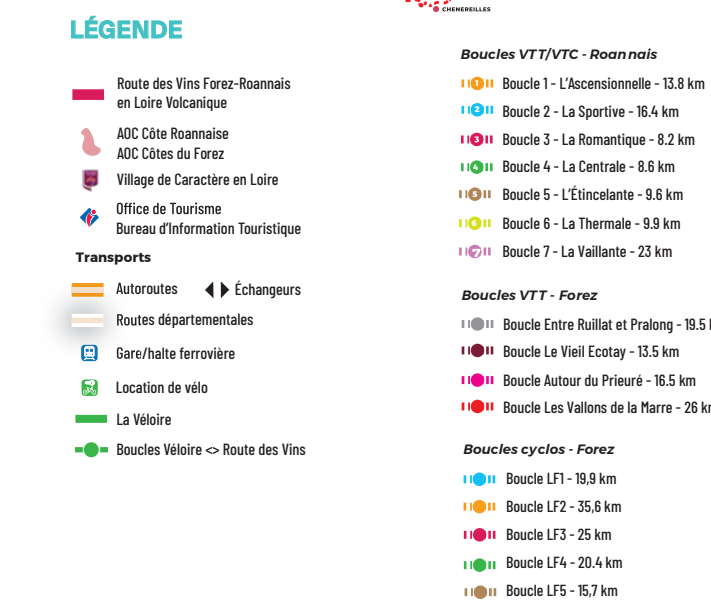 CHENEREILLES
LÉGENDE
Route des Vins Forez-Roannais
en Loire Volcanique
AOC Côte Roannaise
AOC Côtes du Forez
Village de Caractère en Loire
Office de Tourisme
Bureau d'Information Touristique
Transports
Autoroutes Échangeurs
Routes départementales
Gare/halte ferroviaire
Location de vélo
La Véloire
Boucles Véloire <> Route des Vins
Boucles VTT/VTC - Roannais
1 Boucle 1 - L'Ascensionnelle - 13.8 km
2 Boucle 2 - La Sportive - 16.4 km
3 Boucle 3 - La Romantique - 8.2 km
4 Boucle 4 - La Centrale - 8.6 km
5 Boucle 5 - L'Étincelante - 9.6 km
6 Boucle 6 - La Thermale - 9.9 km
7 Boucle 7 - La Vaillante - 23 km
Boucles VTT - Forez
Boucle Entre Ruillat et Pralong - 19.5
Boucle Le Vieil Ecotay - 13.5 km
Boucle Autour du Prieuré - 16.5 km
Boucle Les Vallons de la Marre - 26 km
Boucles cyclos - Forez
Boucle LF1 - 19,9 km
Boucle LF2 - 35,6 km
Boucle LF3 - 25 km
Boucle LF4 - 20.4 km
Boucle LF5 - 15,7 km